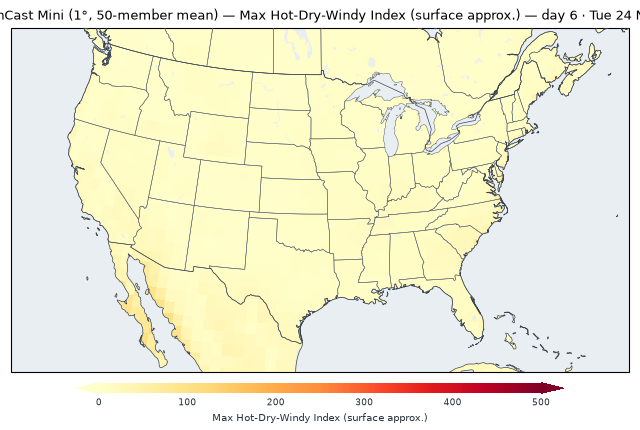 Cast Mini (1°, 50-member mean) — Max Hot-Dry-Windy Index (surface approx.) — day 6 · Tue 24
0 100 200 300 400 500
Max Hot-Dry-Windy Index (surface approx.)